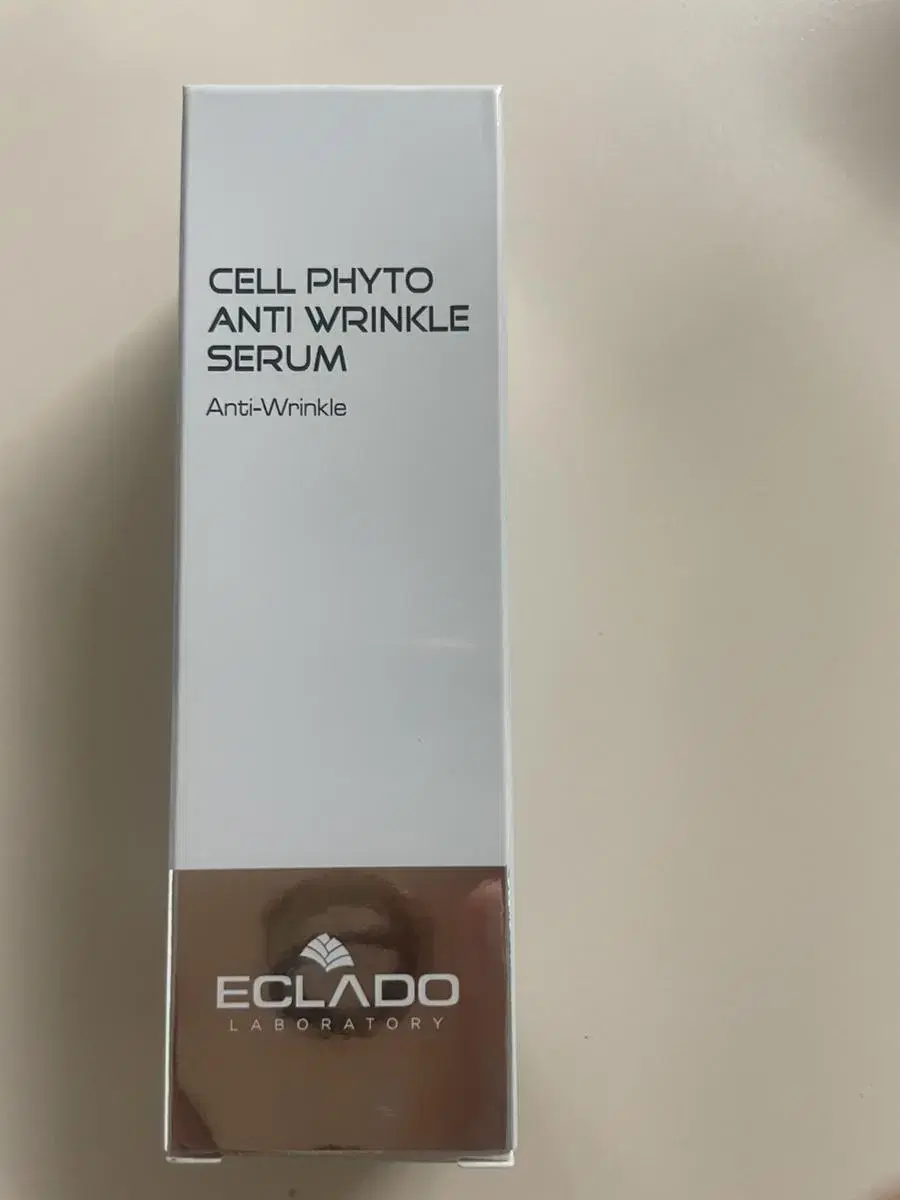 CELL PHYTO
ANTI WRINKLE
SERUM
Anti-Wrinkle
ECLADO
LABORATORY